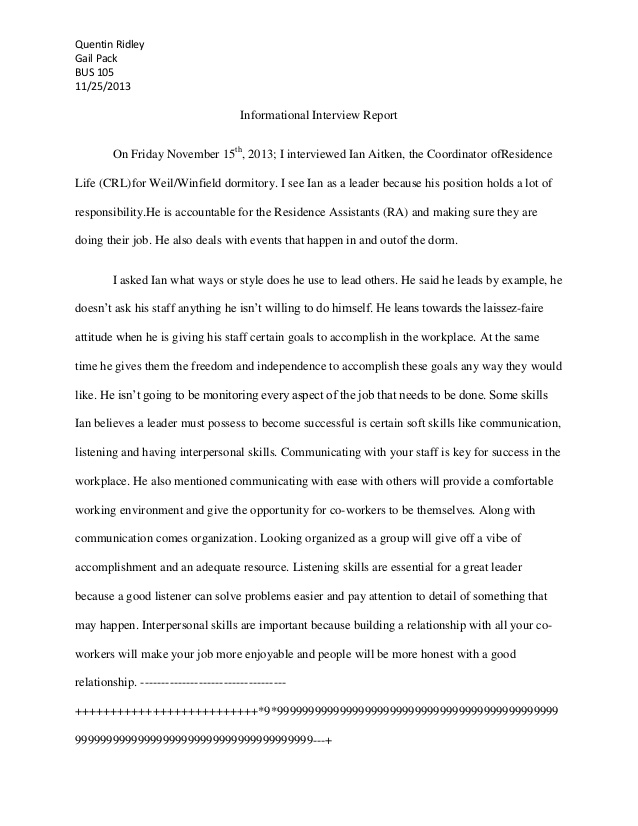 Quentin Ridley
Gail Pack
BUS 105
11/25/2013
Informational Interview Report
On Friday November 15th, 2013; I interviewed Ian Aitken, the Coordinator ofResidence
Life (CRL)for Weil/Winfield dormitory. I see Ian as a leader because his position holds a lot of
responsibility.He is accountable for the Residence Assistants (RA) and making sure they are
doing their job. He also deals with events that happen in and outof the dorm.
I asked Ian what ways or style does he use to lead others. He said he leads by example, he
doesn’t ask his staff anything he isn’t willing to do himself. He leans towards the laissez-faire
attitude when he is giving his staff certain goals to accomplish in the workplace. At the same
time he gives them the freedom and independence to accomplish these goals any way they would
like. He isn’t going to be monitoring every aspect of the job that needs to be done. Some skills
Ian believes a leader must possess to become successful is certain soft skills like communication,
listening and having interpersonal skills. Communicating with your staff is key for success in the
workplace. He also mentioned communicating with ease with others will provide a comfortable
working environment and give the opportunity for co-workers to be themselves. Along with
communication comes organization. Looking organized as a group will give off a vibe of
accomplishment and an adequate resource. Listening skills are essential for a great leader
because a good listener can solve problems easier and pay attention to detail of something that
may happen. Interpersonal skills are important because building a relationship with all your co-
workers will make your job more enjoyable and people will be more honest with a good
relationship. -----------------------------------
++++++++++++++++++++++++++*9*99999999999999999999999999999999999999999999999
9999999999999999999999999999999999999999---+